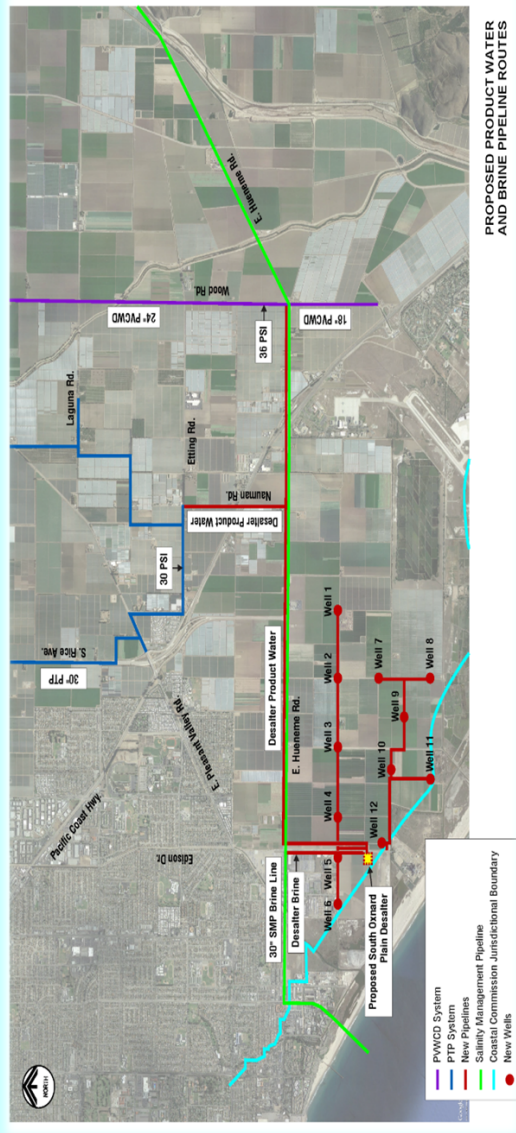 NORTH
Laguna Rd.
24" PVCWD
Wood Rd.
E. Hueneme Rd.
S. Rice Ave.
30" PTP
30 PSI
Etting Rd.
Nauman Rd.
Desalter Product Water
36 PSI
18" PVCWD
Pacific Coast Hwy.
E. Pleasant Valley Rd.
Edison Dr.
30" SMP Brine Line
Desalter Product Water
Desalter Brine
E. Hueneme Rd.
Well 6
Well 5
Well 4
Well 3
Well 2
Well 1
Proposed South Oxnard
Plain Desalter
Well 12
Well 10
Well 9
Well 7
Well 11
Well 8
PVWCD System
PTP System
New Pipelines
Salinity Management Pipeline
Coastal Commission Jurisdictional Boundary
New Wells
PROPOSED PRODUCT WATER
AND BRINE PIPELINE ROUTES